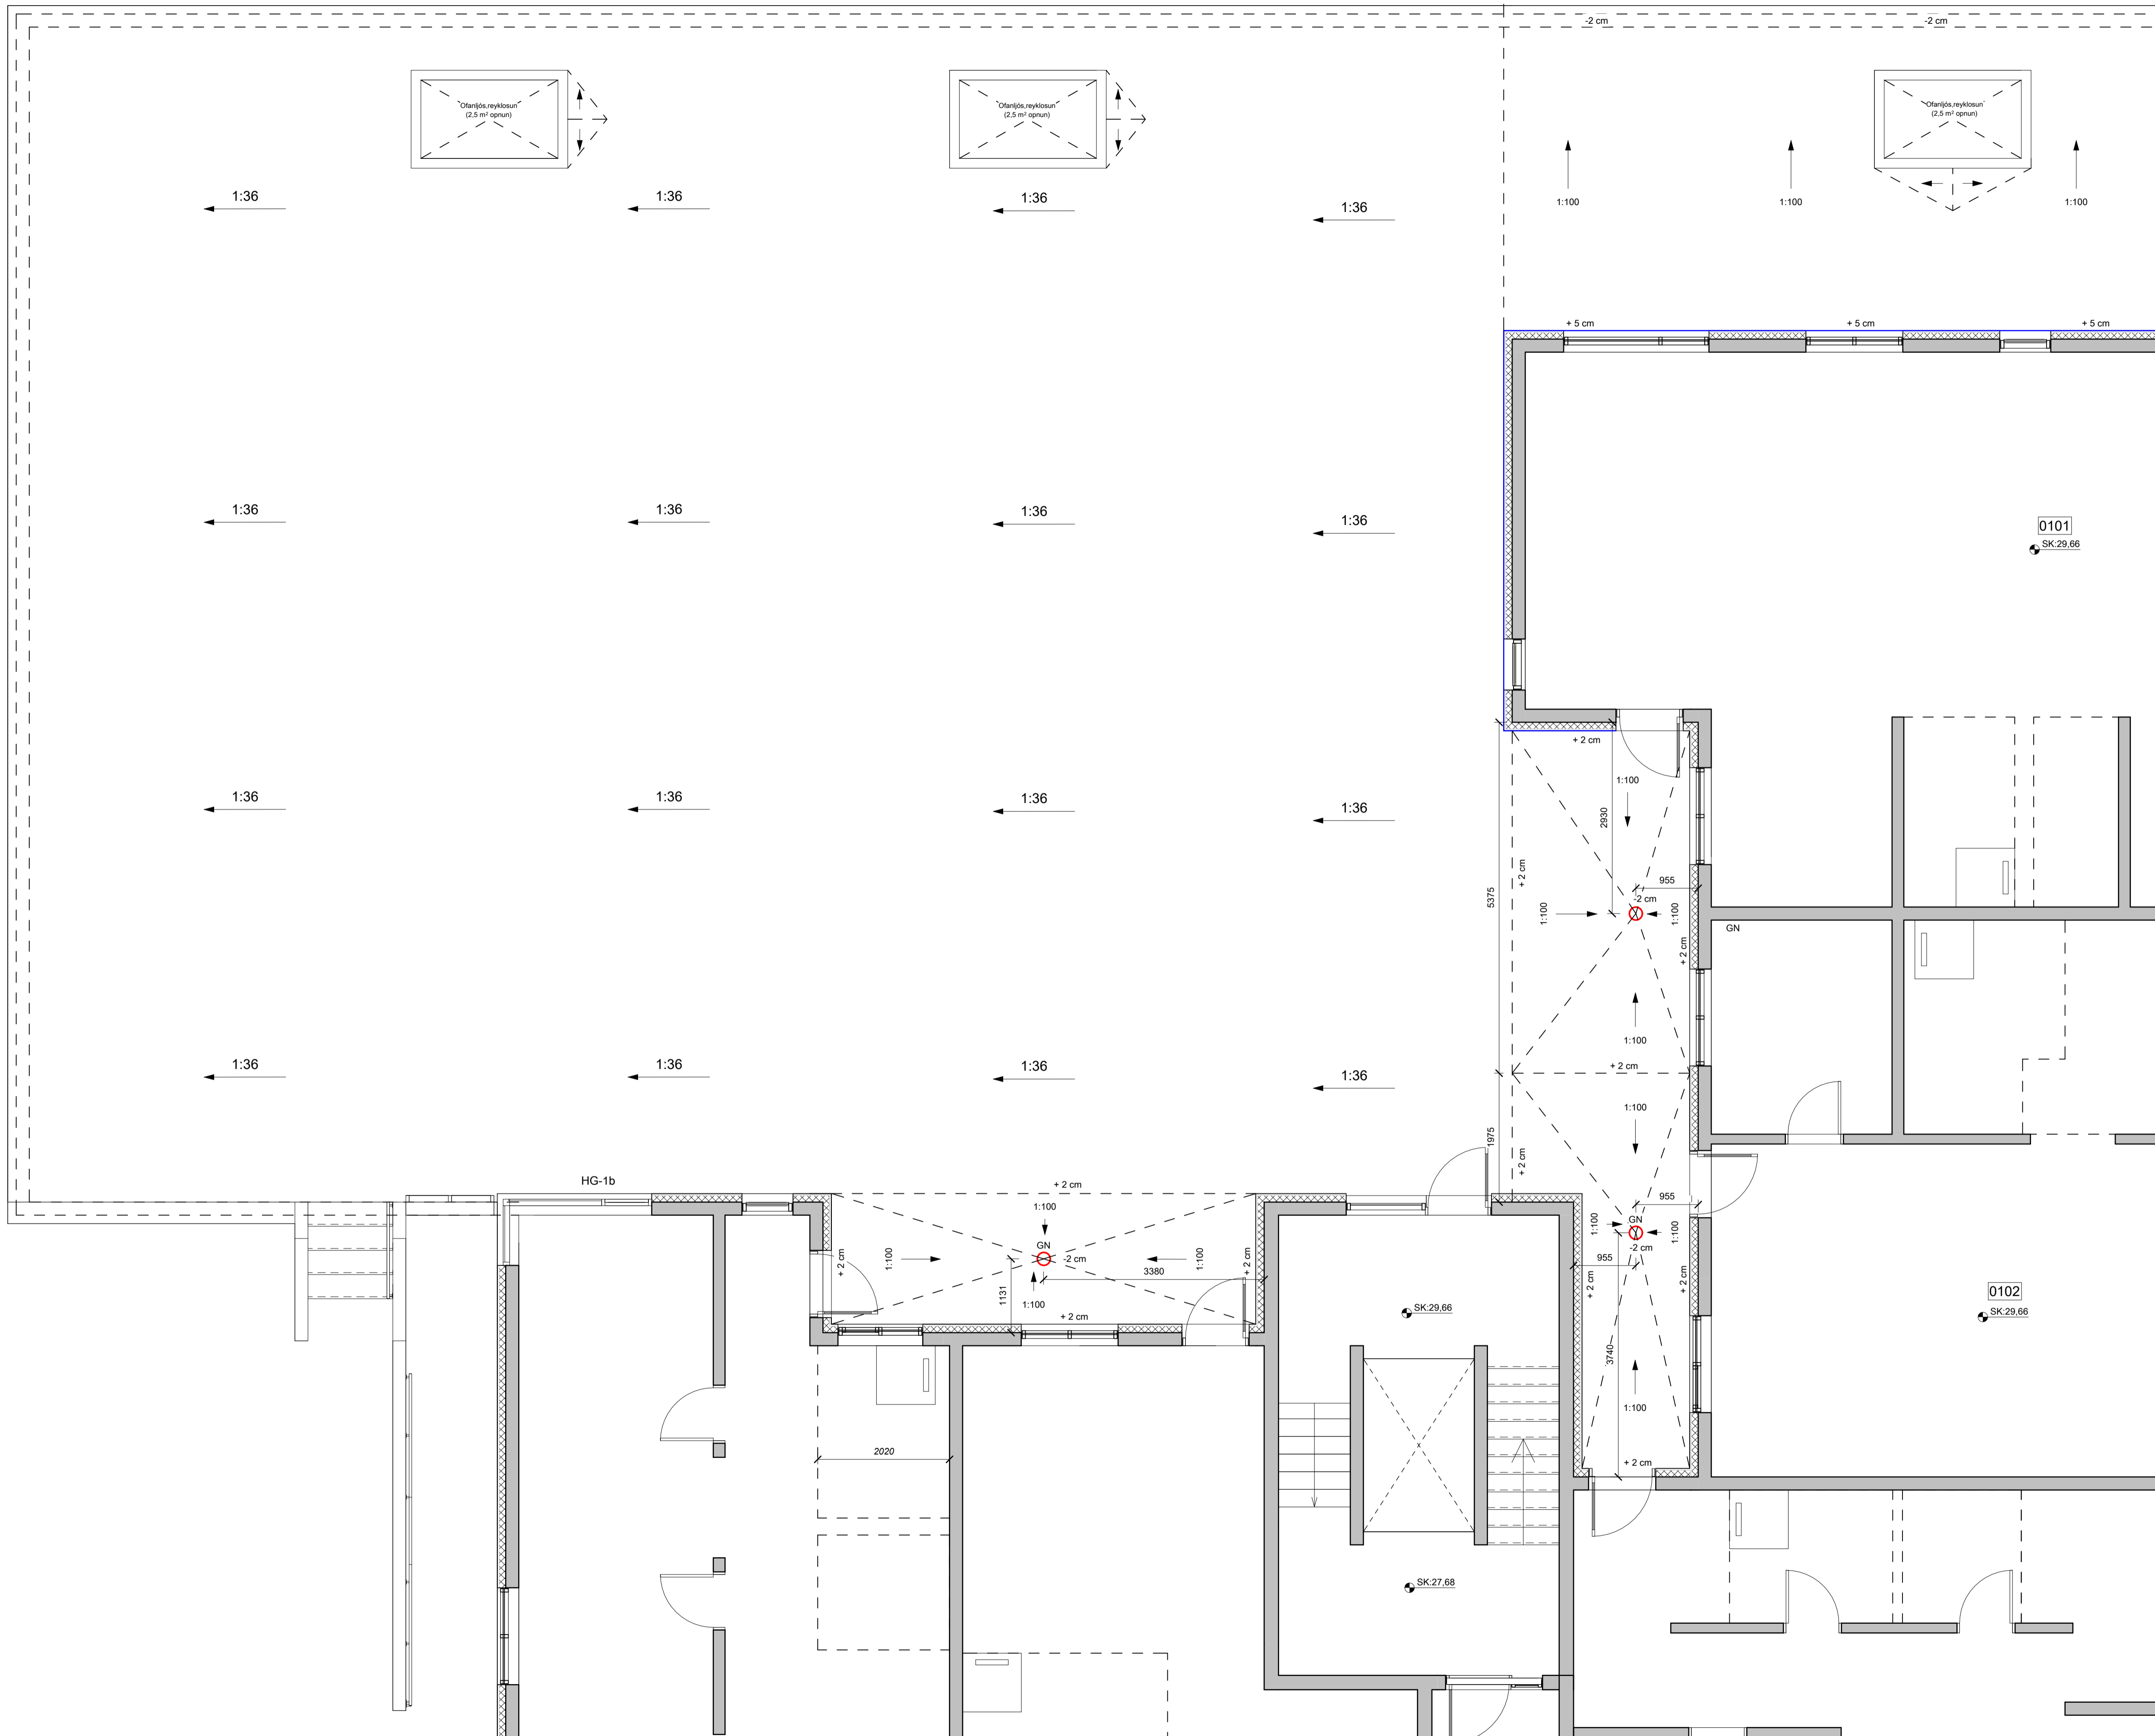 -2 cm
-2 cm
Ofanljós,reyklosun
(2,5 m² opnun)
Ofanljós,reyklosun
(2,5 m² opnun)
Ofanljós,reyklosun
(2,5 m² opnun)
1:36
1:36
1:36
1:36
1:100
1:100
1:100
+ 5 cm
+ 5 cm
+ 5 cm
1:36
1:36
1:36
1:36
0101
SK:29,66
+ 2 cm
1:100
2930
1:36
1:36
1:36
1:36
5375
+ 2 cm
955
-2 cm
1:100
1:100
GN
+ 2 cm
1:100
1:36
1:36
1:36
1:36
+ 2 cm
1:100
1975
+ 2 cm
HG-1b
+ 2 cm
1:100
GN
-2 cm
1:100
1:100
+ 2 cm
+ 2 cm
3380
1131
1:100
+ 2 cm
955
GN
1:100
1:100
-2 cm
955
+ 2 cm
+ 2 cm
0102
SK:29,66
SK:29,66
3740
1:100
2020
+ 2 cm
SK:27,68